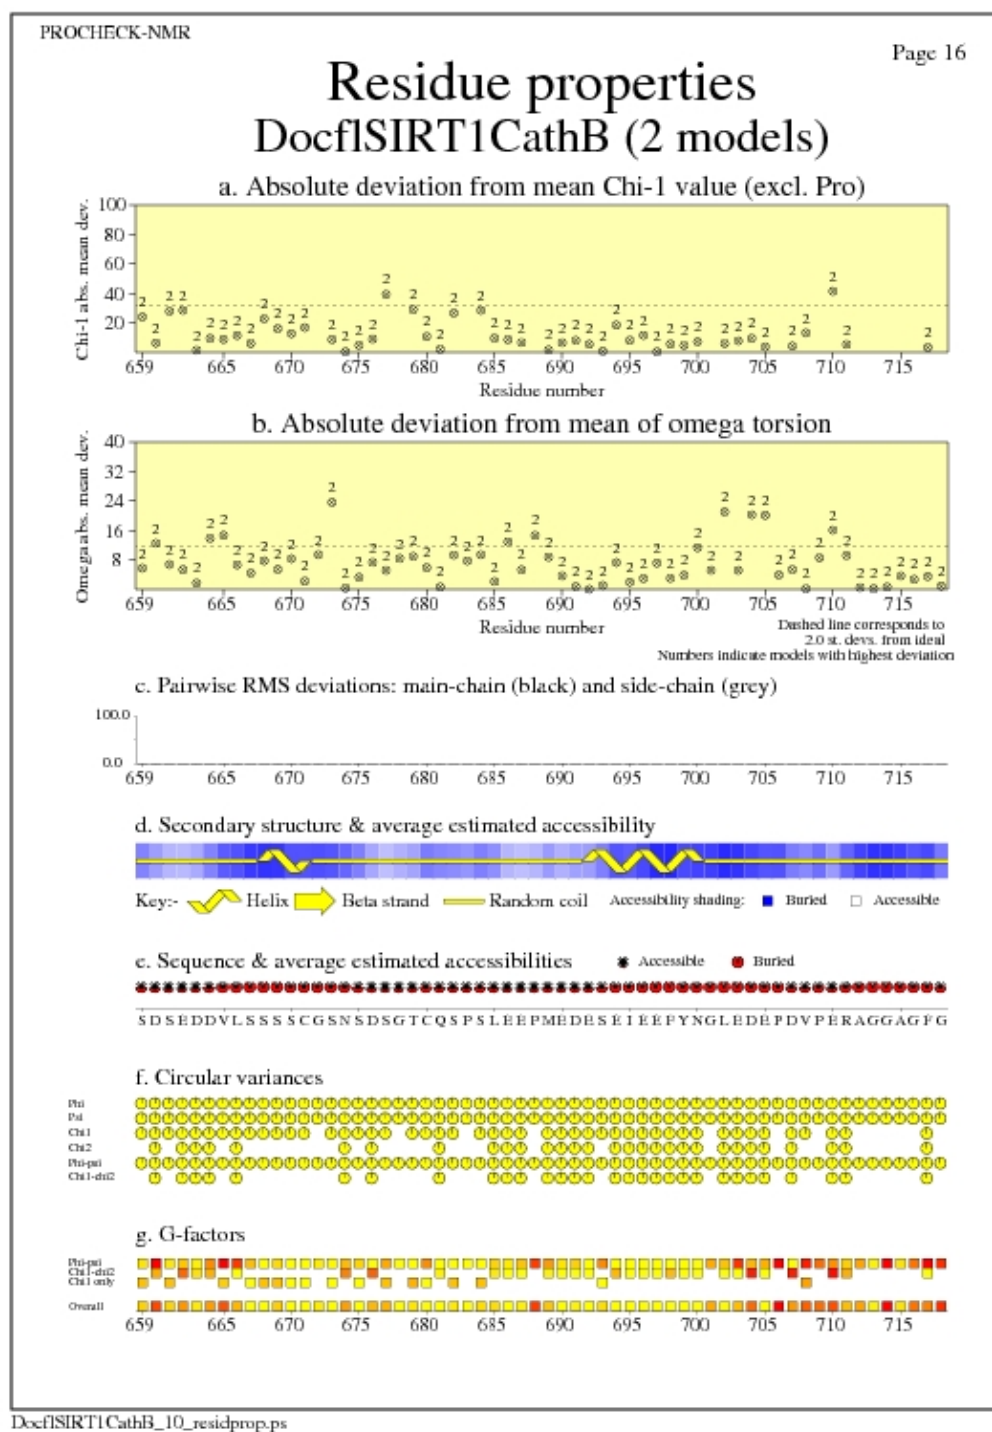 PROCHECK-NMR
Page 16
Residue properties
DocflSIRT1CathB (2 models)
a. Absolute deviation from mean Chi-1 value (excl. Pro)
Chi-1 abs. mean dev.
100
80
60
40
20
659 665 670 675 680 685 690 695 700 705 710 715
Residue number
b. Absolute deviation from mean of omega torsion
Omega abs. mean dev.
40
32
24
16
8
659 665 670 675 680 685 690 695 700 705 710 715
Residue number
Dashed line corresponds to
2.0 st. devs. from ideal
Numbers indicate models with highest deviation
c. Pairwise RMS deviations: main-chain (black) and side-chain (grey)
100.0
0.0
659 665 670 675 680 685 690 695 700 705 710 715
d. Secondary structure & average estimated accessibility
Key:- Helix Beta strand Random coil Accessibility shading: Buried Accessible
e. Sequence & average estimated accessibilities Accessible Buried
S D S E D D V L S S S S C G S N S D S G T C Q S P S L E E P M E D E S E I E E F Y N G L E D E P D V P E R A G G A G F G
f. Circular variances
Phi
Psi
Chi1
Chi2
Phi-psi
Chi1-chi2
g. G-factors
Phi-psi
Chi1-chi2
Chi1 only
Overall
659 665 670 675 680 685 690 695 700 705 710 715
DocflSIRT1CathB_10_residprop.ps